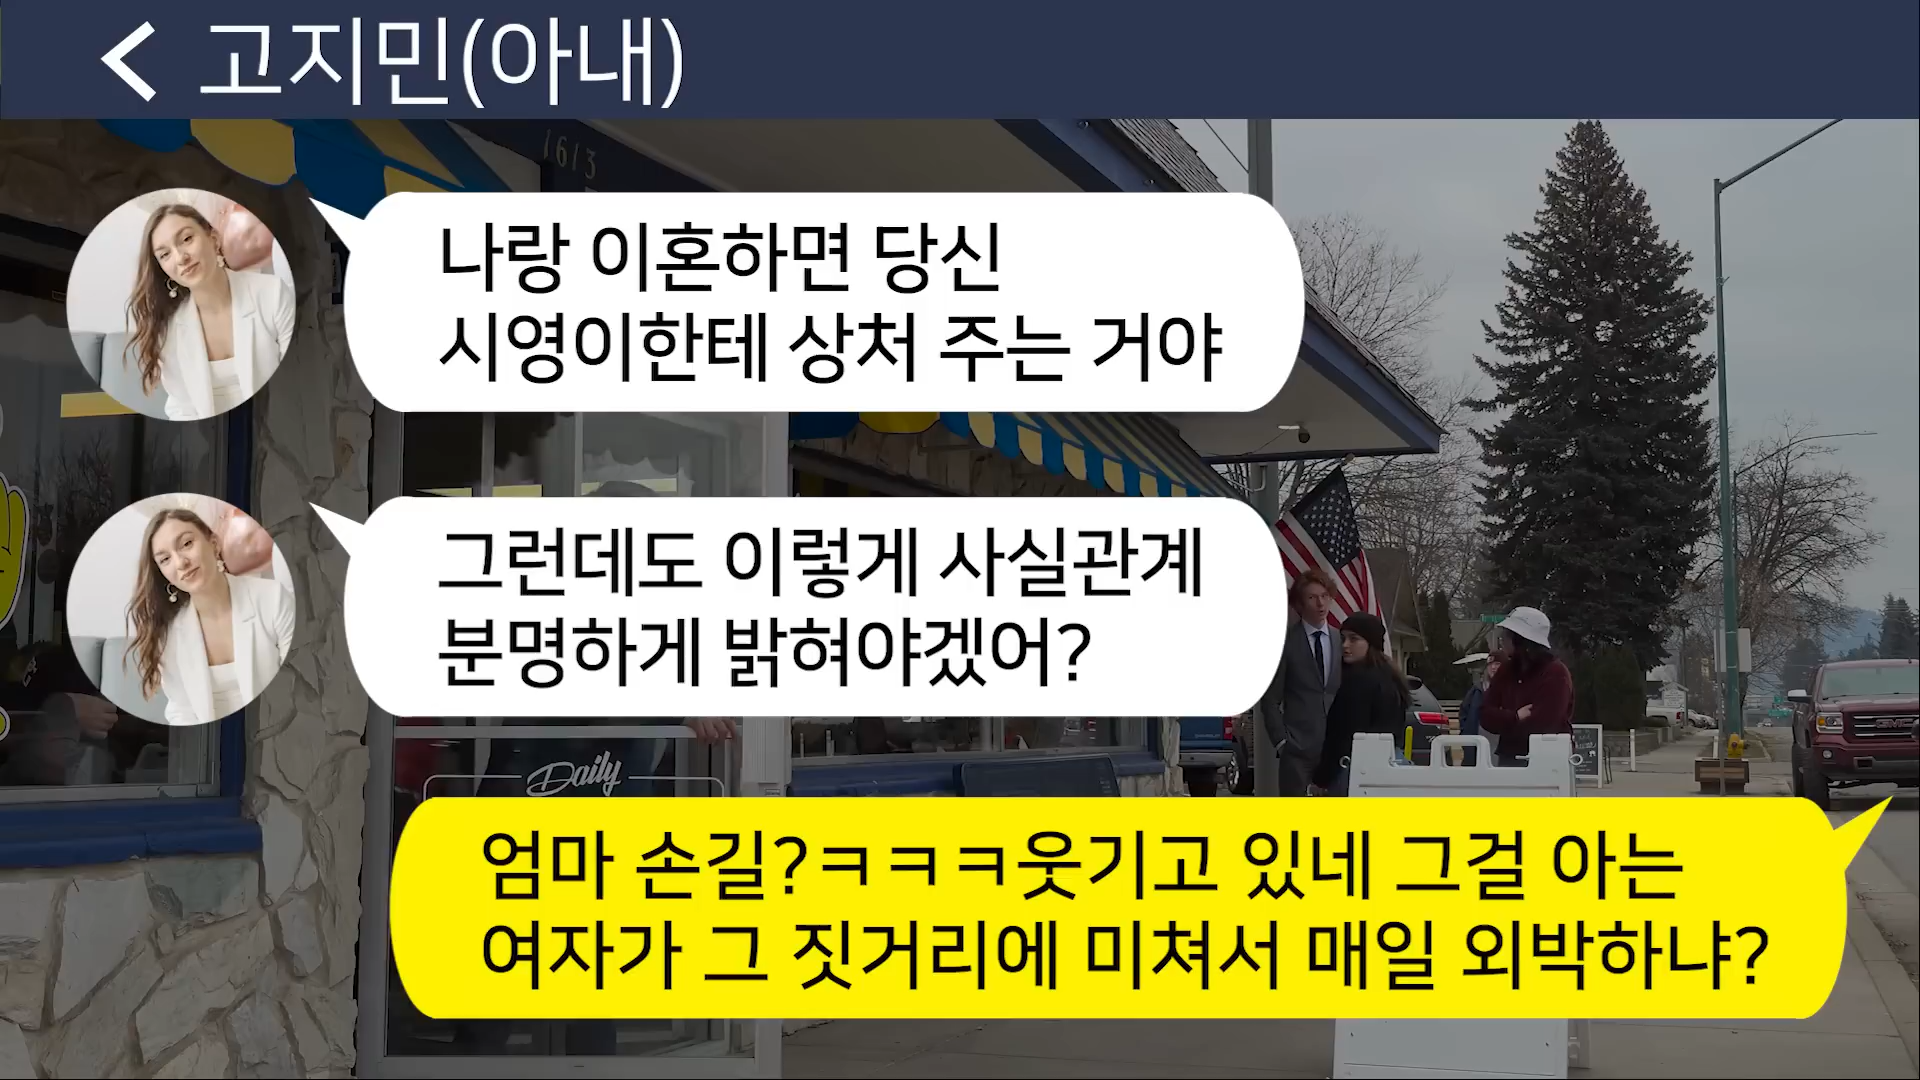 고지민(아내)
1613
나랑 이혼하면 당신
시영이한테 상처 주는 거야
그런데도 이렇게 사실관계
분명하게 밝혀야겠어?
Daily
엄마 손길?ㅋㅋㅋ웃기고 있네 그걸 아는
여자가 그 짓거리에 미쳐서 매일 외박하냐?
GMC